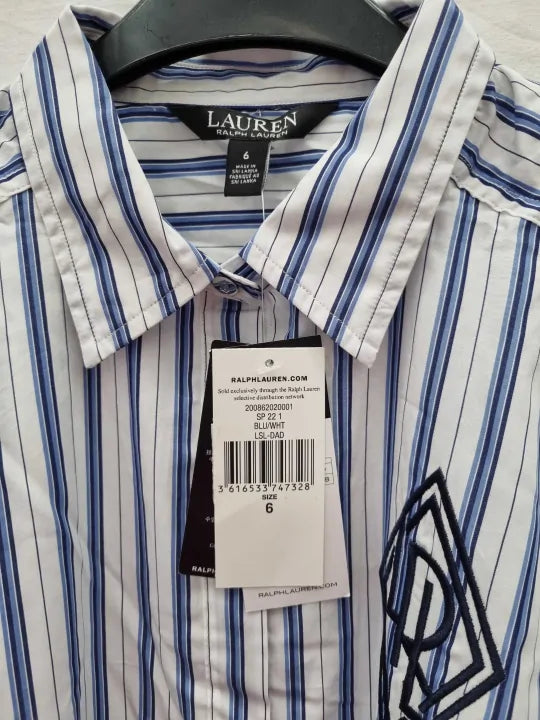 LAUREN
RALPH LAUREN
6
MADE IN
SRI LANKA
FABRIQUÉ AU
SRI LANKA
RALPHLAUREN.COM
Sold exclusively through the Ralph Lauren
selective distribution network
200862020001
SP 22 1
BLU/WHT
LSL-DAD
3 616533 747328
SIZE
6
RALPH
RALPHLAUREN.COM